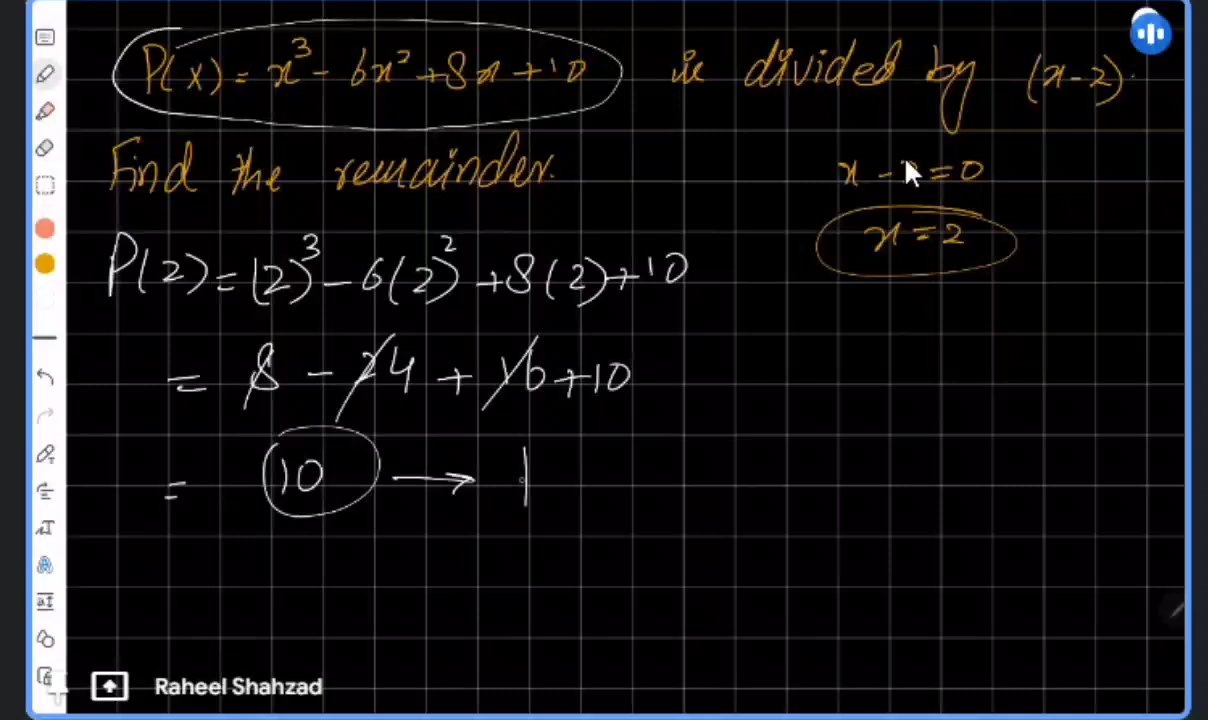 P(x) = x³ - 6x² + 8x + 10 is divided by (x-2).
Find the remainder.
x - 2 = 0
x = 2
P(2) = (2)³ - 6(2)² + 8(2) + 10
= 8 - 24 + 16 + 10
= 10 →
Raheel Shahzad